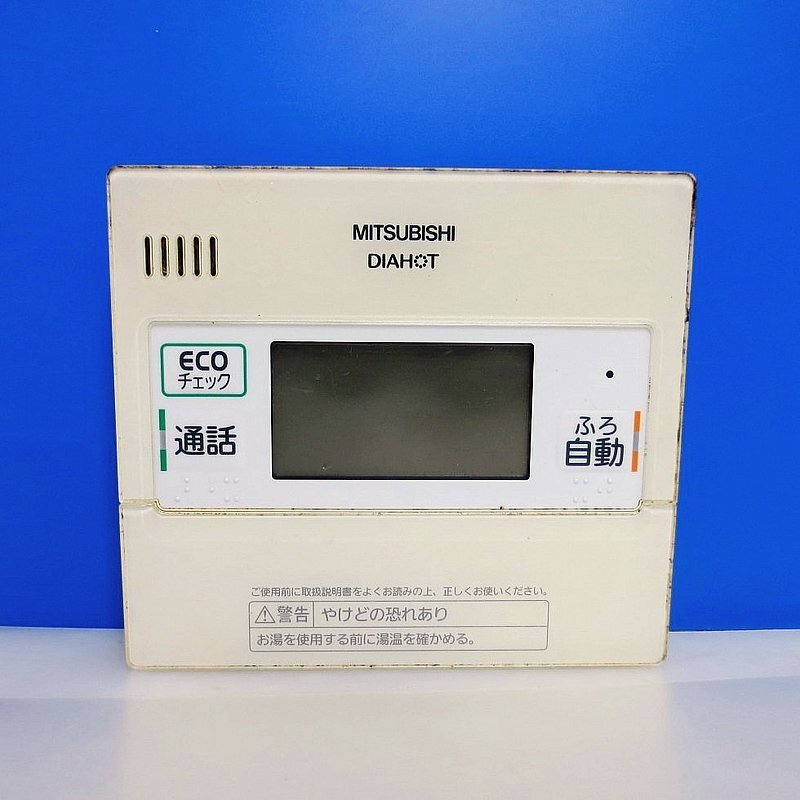 MITSUBISHI
DIAHOT
ECO
チェック
通話
ふろ
自動
ご使用前に取扱説明書をよくお読みの上、正しくお使いください。
⚠警告 やけどの恐れあり
お湯を使用する前に湯温を確かめる。